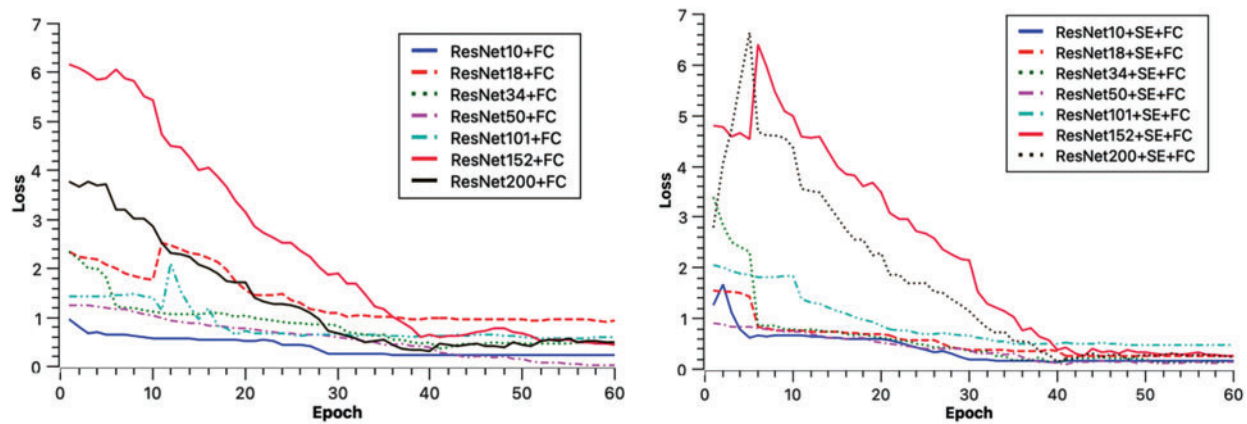 7
6
5
4
3
2
1
0
Loss
0 10 20 30 40 50 60
Epoch
ResNet10+FC
ResNet18+FC
ResNet34+FC
ResNet50+FC
ResNet101+FC
ResNet152+FC
ResNet200+FC
7
6
5
4
3
2
1
0
Loss
0 10 20 30 40 50 60
Epoch
ResNet10+SE+FC
ResNet18+SE+FC
ResNet34+SE+FC
ResNet50+SE+FC
ResNet101+SE+FC
ResNet152+SE+FC
ResNet200+SE+FC